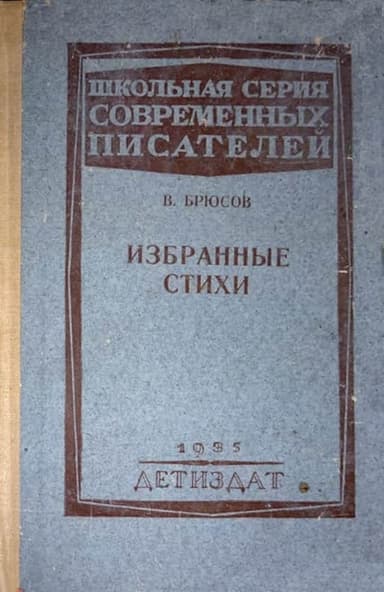 ШКОЛЬНАЯ СЕРИЯ
СОВРЕМЕННЫХ
ПИСАТЕЛЕЙ
В. БРЮСОВ
ИЗБРАННЫЕ
СТИХИ
1935
ДЕТИЗДАТ